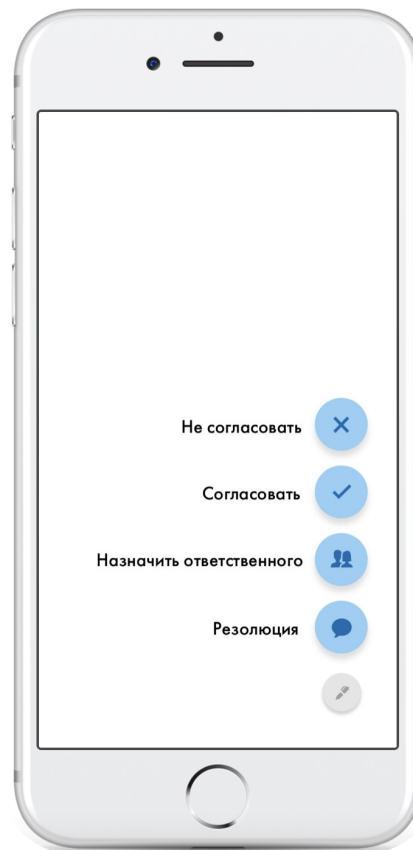 Не согласовать
Согласовать
Назначить ответственного
Резолюция